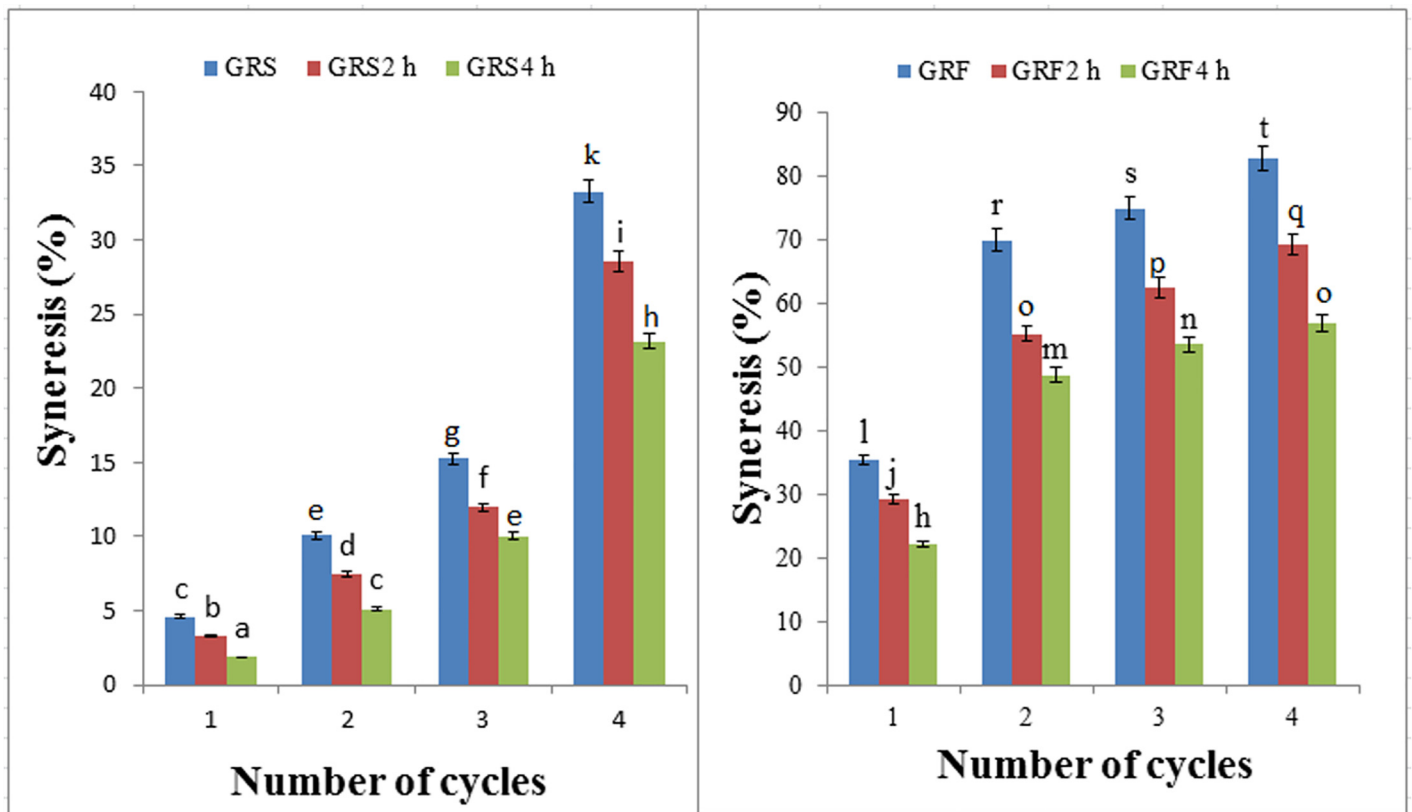 GRS GRS2 h GRS4 h
40
35
30
25
20
15
10
5
0
Syneresis (%)
c b a
e d c
g f e
k i h
1 2 3 4
Number of cycles
GRF GRF2 h GRF4 h
90
80
70
60
50
40
30
20
10
0
Syneresis (%)
l j h
r o m
s p n
t q o
1 2 3 4
Number of cycles